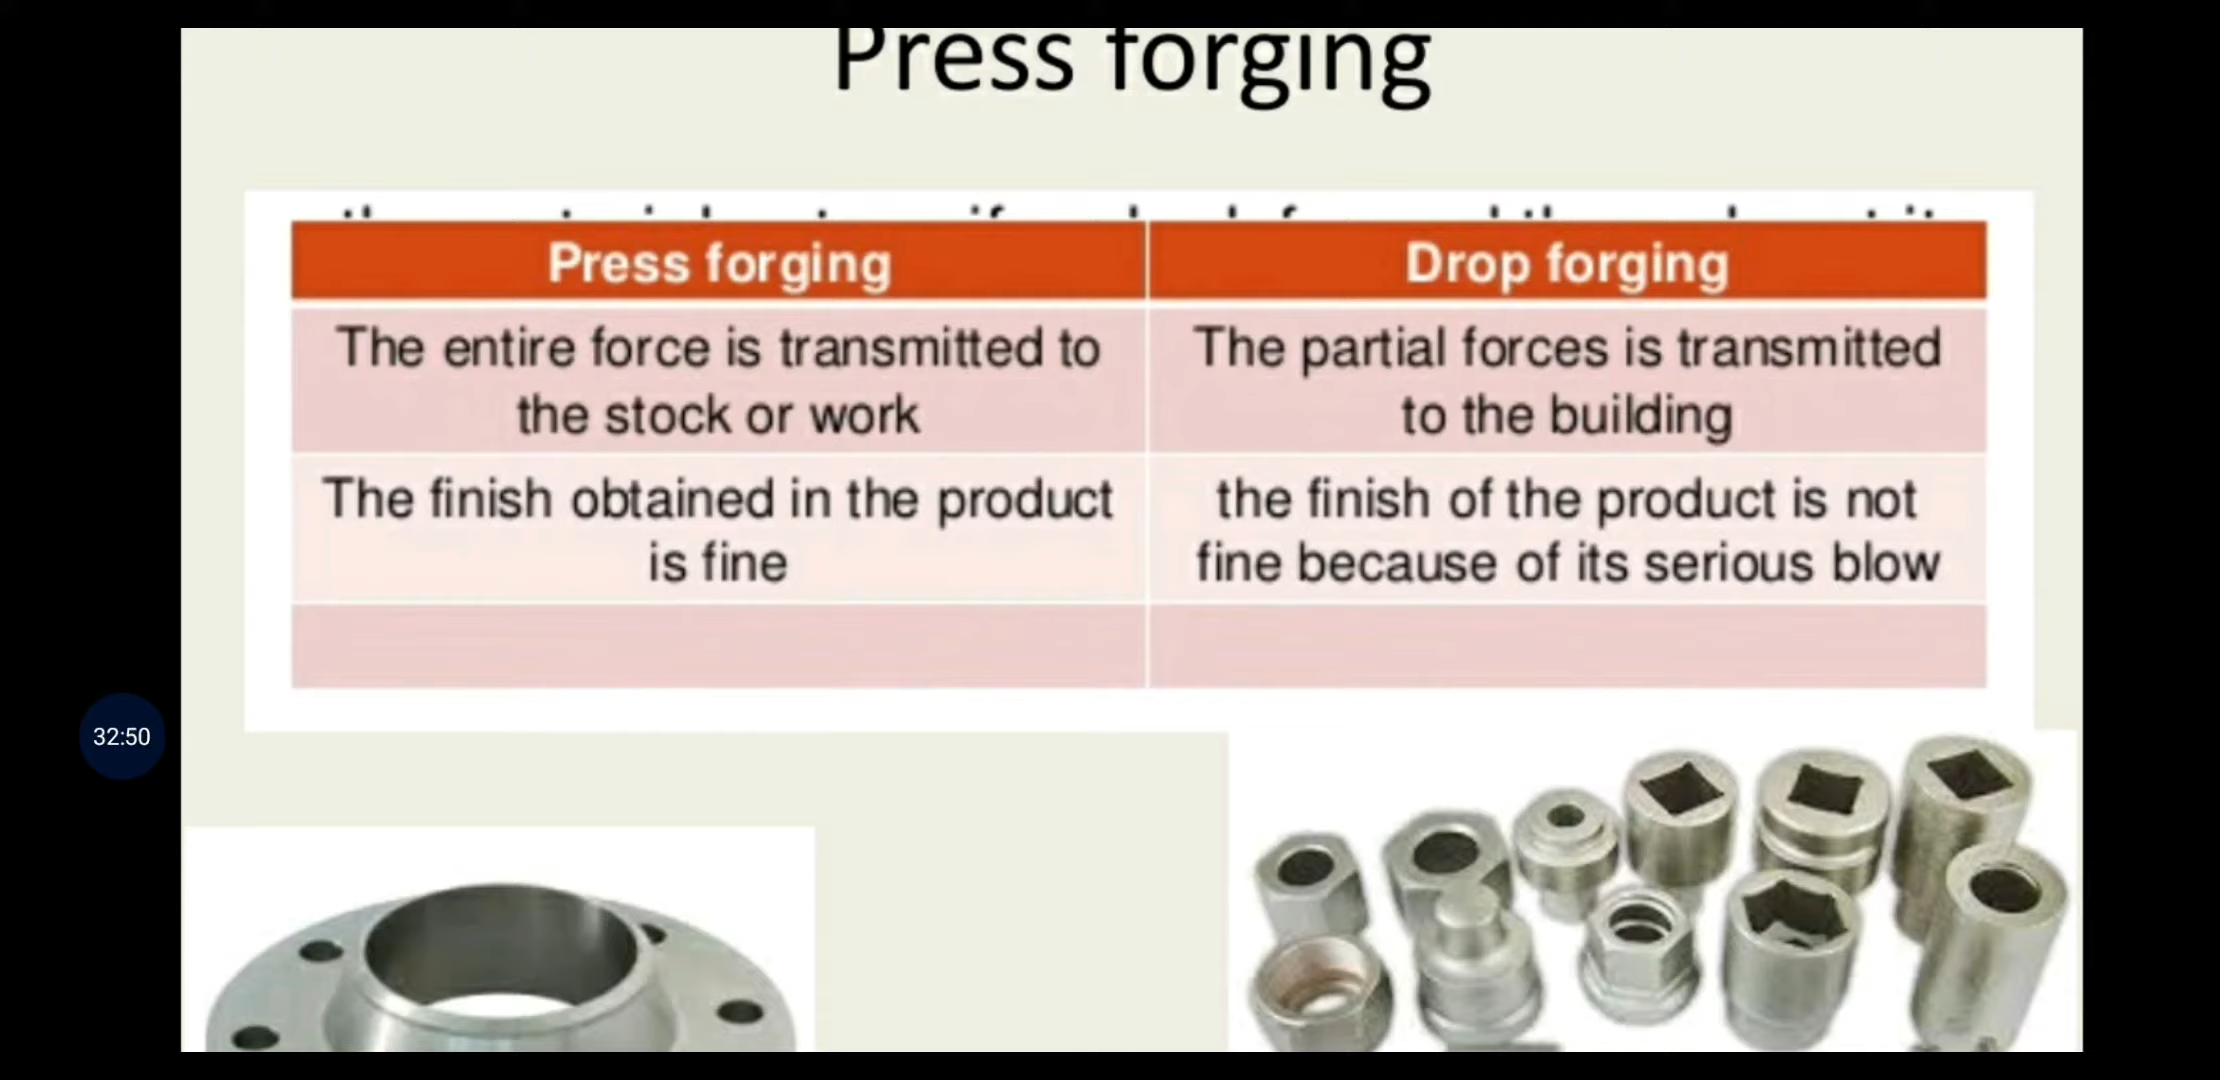 Press forging
Press forging
Drop forging
The entire force is transmitted to
the stock or work
The partial forces is transmitted
to the building
The finish obtained in the product
is fine
the finish of the product is not
fine because of its serious blow
32:50